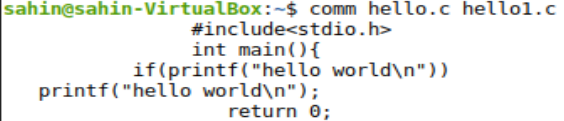 sahin@sahin-VirtualBox:~$ comm hello.c hello1.c
#include<stdio.h>
int main(){
if(printf("hello world\n"))
printf("hello world\n");
return 0;